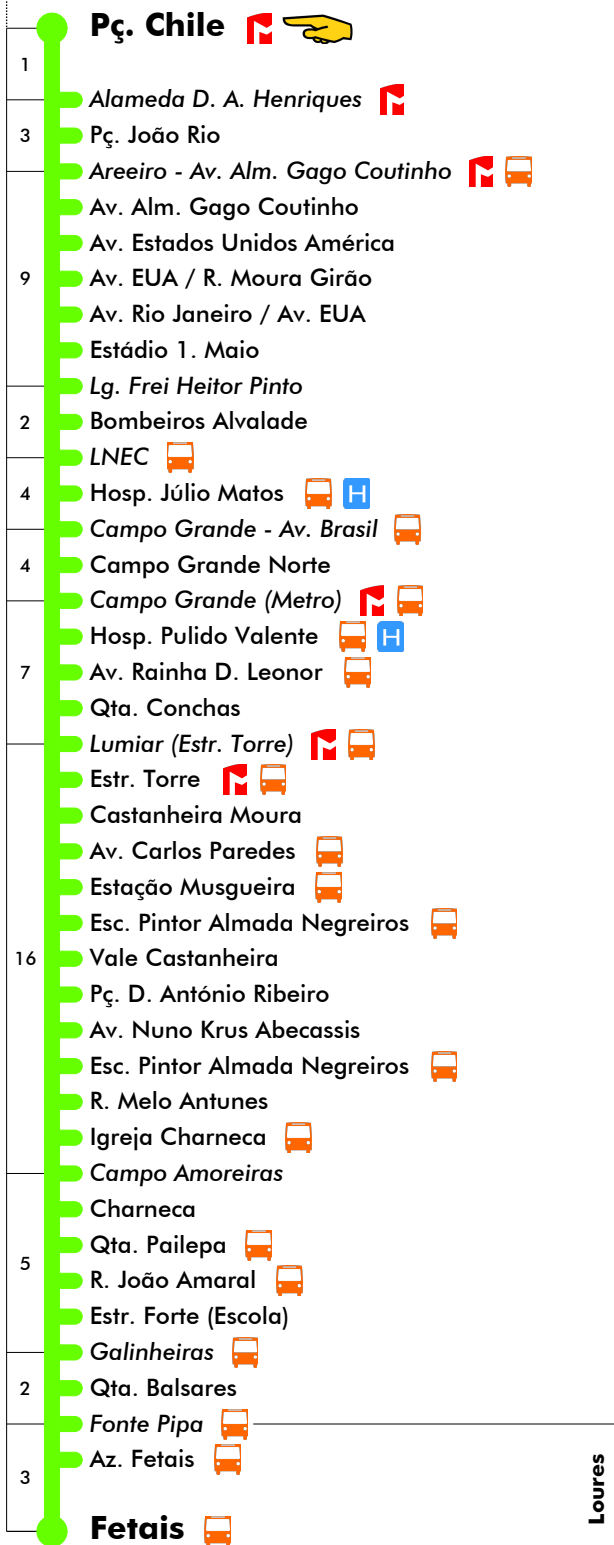 Pç. Chile
1
Alameda D. A. Henriques
3
Pç. João Rio
Areeiro - Av. Alm. Gago Coutinho
Av. Alm. Gago Coutinho
Av. Estados Unidos América
9
Av. EUA / R. Moura Girão
Av. Rio Janeiro / Av. EUA
Estádio 1. Maio
Lg. Frei Heitor Pinto
2
Bombeiros Alvalade
LNEC
4
Hosp. Júlio Matos H
Campo Grande - Av. Brasil
4
Campo Grande Norte
Campo Grande (Metro)
Hosp. Pulido Valente H
7
Av. Rainha D. Leonor
Qta. Conchas
Lumiar (Estr. Torre)
Estr. Torre
Castanheira Moura
Av. Carlos Paredes
Estação Musgueira
Esc. Pintor Almada Negreiros
16
Vale Castanheira
Pç. D. António Ribeiro
Av. Nuno Krus Abecassis
Esc. Pintor Almada Negreiros
R. Melo Antunes
Igreja Charneca
Campo Amoreiras
Charneca
Qta. Pailepa
5
R. João Amaral
Estr. Forte (Escola)
Galinheiras
2
Qta. Balsares
Fonte Pipa
Az. Fetais
3
Loures
Fetais